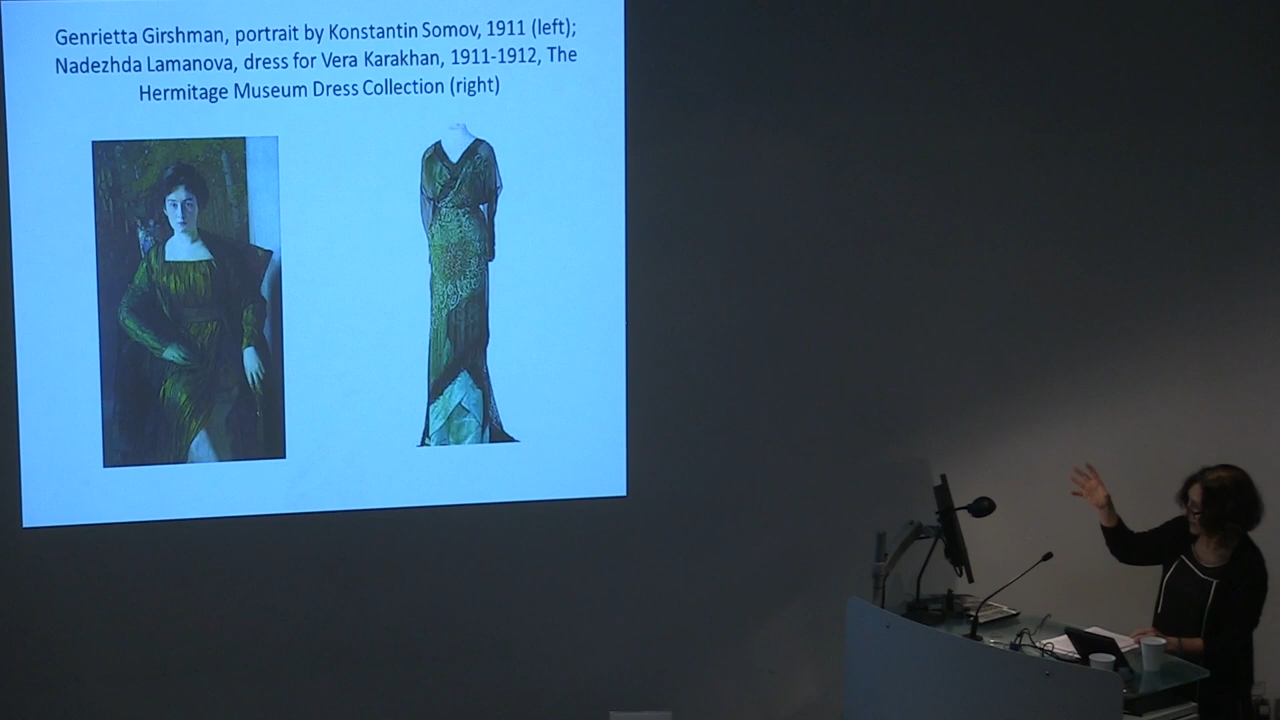 Genrietta Girshman, portrait by Konstantin Somov, 1911 (left);
Nadezhda Lamanova, dress for Vera Karakhan, 1911-1912, The
Hermitage Museum Dress Collection (right)